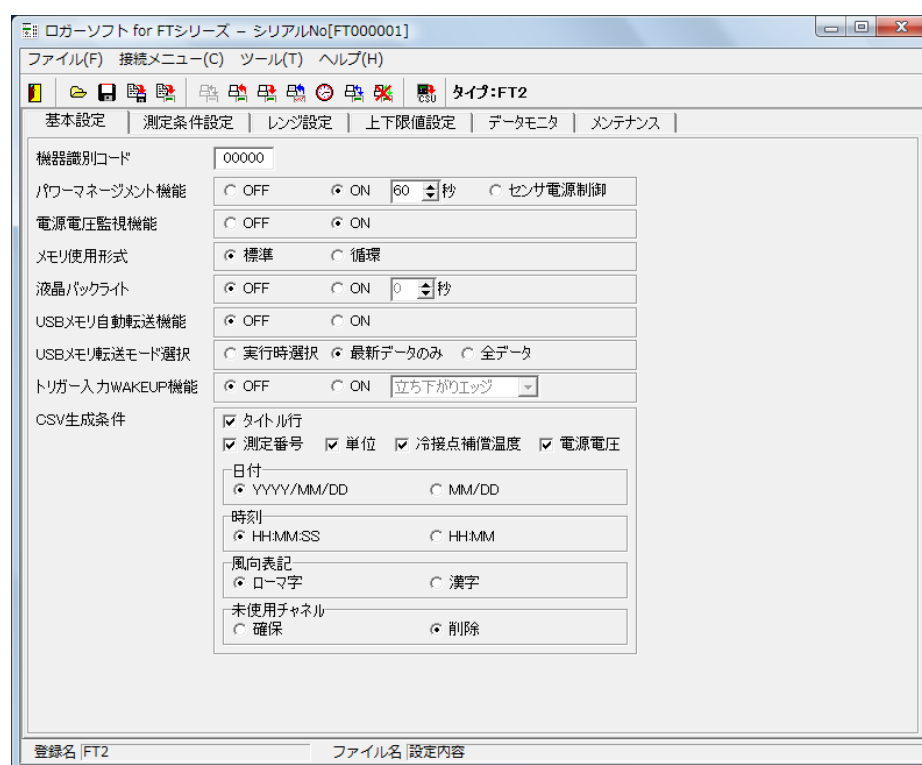 ロガーソフト for FTシリーズ − シリアルNo[FT000001]
ファイル(F) 接続メニュー(C) ツール(T) ヘルプ(H)
CSV タイプ:FT2
基本設定 測定条件設定 レンジ設定 上下限値設定 データモニタ メンテナンス
機器識別コード 00000
パワーマネージメント機能 OFF ON 60 秒 センサ電源制御
電源電圧監視機能 OFF ON
メモリ使用形式 標準 循環
液晶バックライト OFF ON 0 秒
USBメモリ自動転送機能 OFF ON
USBメモリ転送モード選択 実行時選択 最新データのみ 全データ
トリガー入力WAKEUP機能 OFF ON 立ち下がりエッジ
CSV生成条件 タイトル行
測定番号 単位 冷接点補償温度 電源電圧
日付
YYYY/MM/DD MM/DD
時刻
HH:MM:SS HH:MM
風向表記
ローマ字 漢字
未使用チャネル
確保 削除
登録名 FT2 ファイル名 設定内容